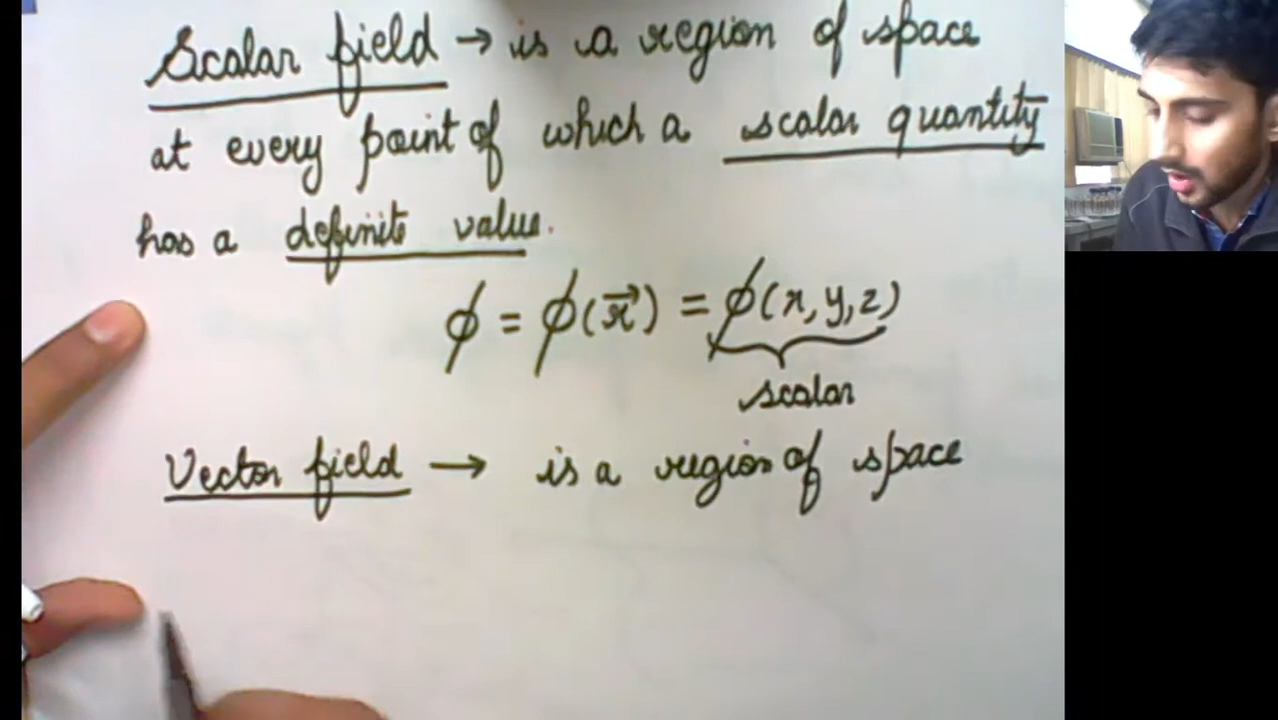 Scalar field → is a region of space
at every point of which a scalar quantity
has a definite value.
ϕ = ϕ(r⃗) = ϕ(x, y, z)
scalar
Vector field → is a region of space